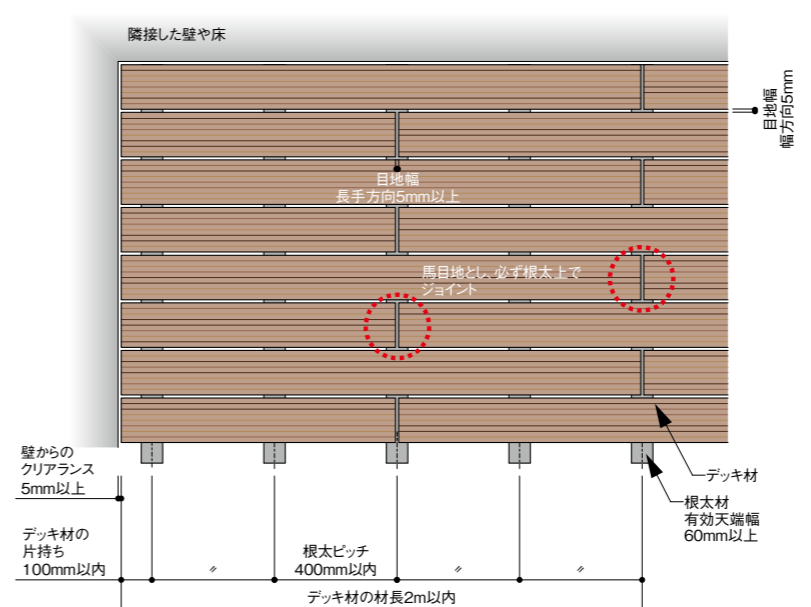 隣接した壁や床
目地幅
幅方向5mm
目地幅
長手方向5mm以上
馬目地とし、必ず根太上で
ジョイント
壁からの
クリアランス
5mm以上
デッキ材
根太材
有効天端幅
60mm以上
デッキ材の
片持ち
100mm以内
〃
根太ピッチ
400mm以内
〃
〃
デッキ材の材長2m以内